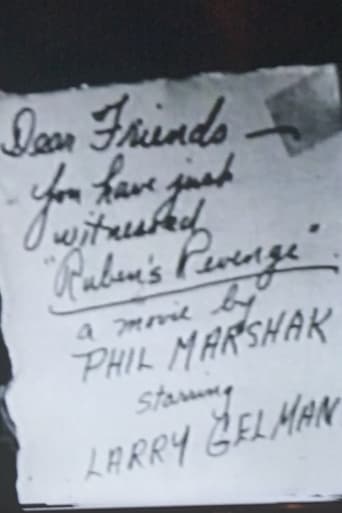 Dear Friends —
you have just
witnessed
"Ruben's Revenge"
a movie by
PHIL MARSHAK
starring
LARRY GELMAN